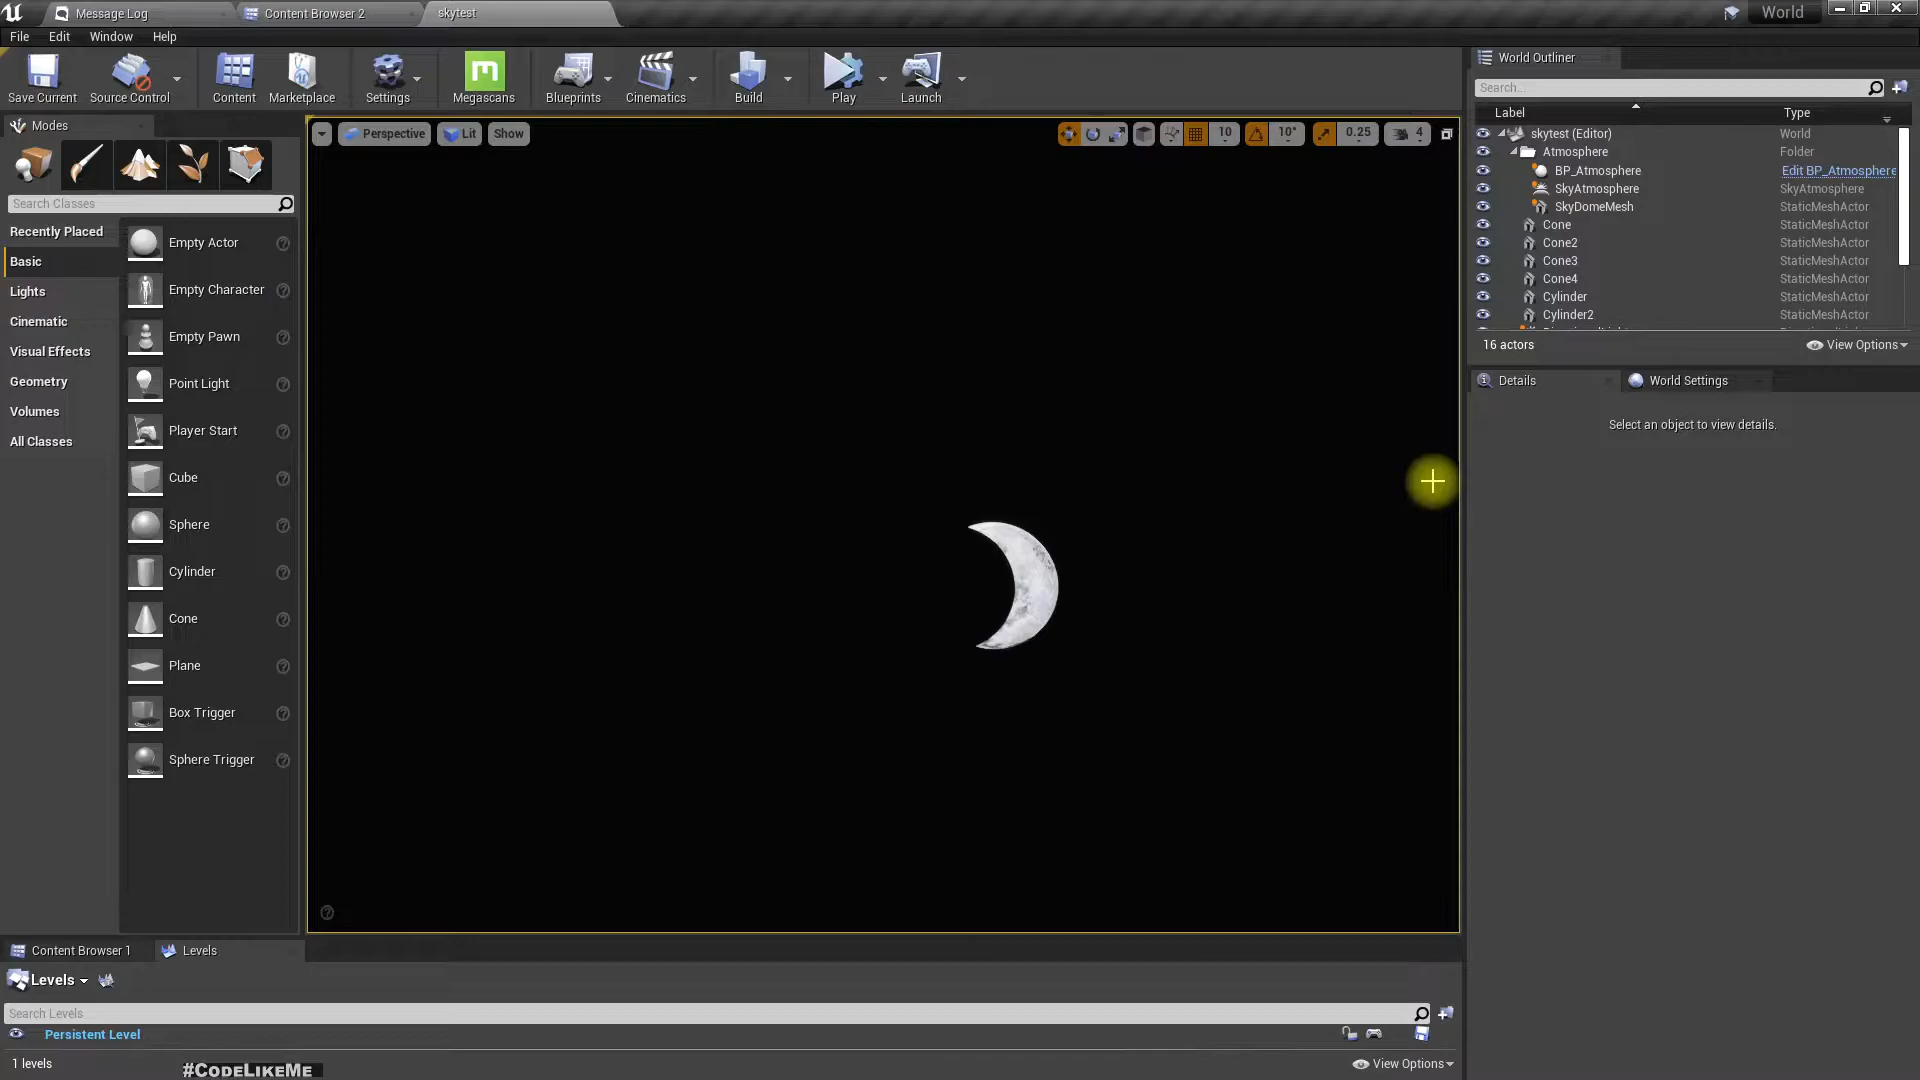 Message Log
Content Browser 2
skytest
World
File
Edit
Window
Help
Save Current
Source Control
Content
Marketplace
Settings
Megascans
Blueprints
Cinematics
Build
Play
Launch
Modes
Search Classes
Recently Placed
Basic
Lights
Cinematic
Visual Effects
Geometry
Volumes
All Classes
Empty Actor
Empty Character
Empty Pawn
Point Light
Player Start
Cube
Sphere
Cylinder
Cone
Plane
Box Trigger
Sphere Trigger
Perspective
Lit
Show
10
10°
0.25
4
World Outliner
Search...
Label
Type
skytest (Editor)
World
Atmosphere
Folder
BP_Atmosphere
Edit BP_Atmosphere
SkyAtmosphere
SkyAtmosphere
SkyDomeMesh
StaticMeshActor
Cone
StaticMeshActor
Cone2
StaticMeshActor
Cone3
StaticMeshActor
Cone4
StaticMeshActor
Cylinder
StaticMeshActor
Cylinder2
StaticMeshActor
16 actors
View Options
Details
World Settings
Select an object to view details.
Content Browser 1
Levels
Levels
Search Levels
Persistent Level
1 levels
View Options
#CodeLikeMe